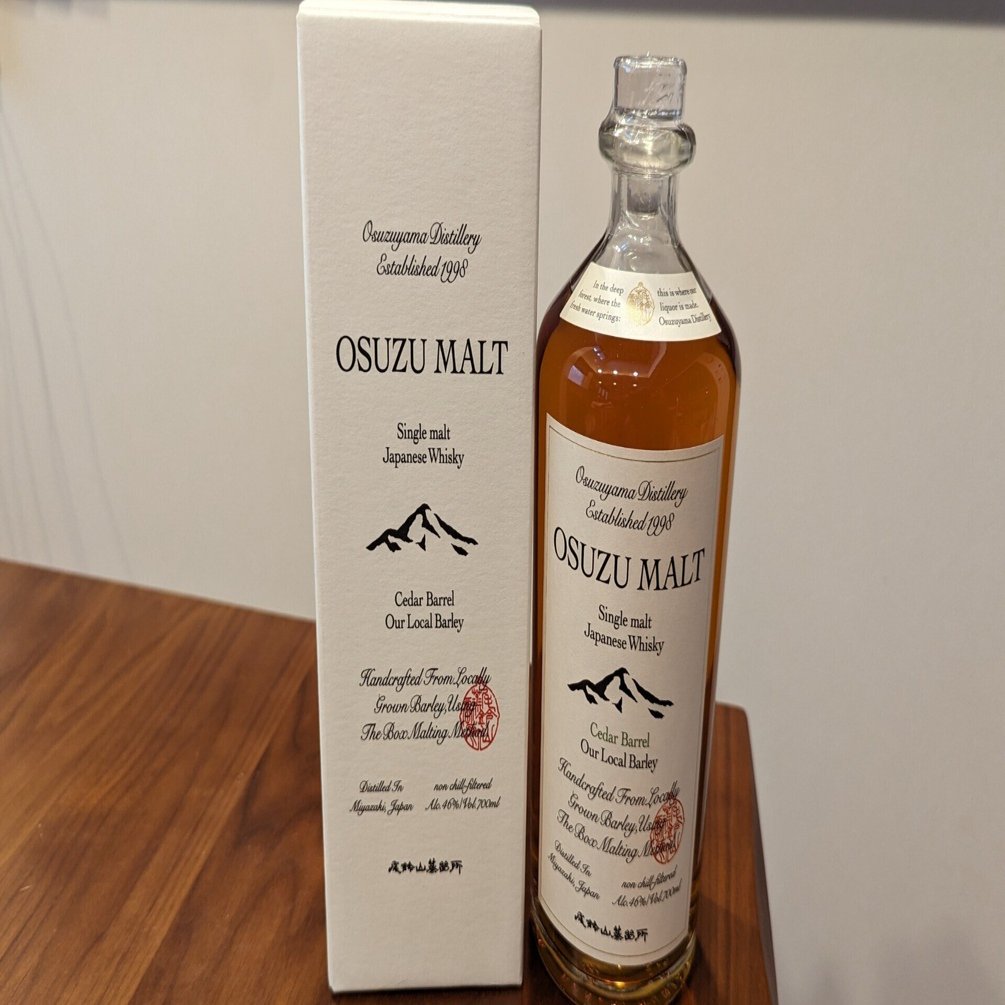 Osuzuyama Distillery
Established 1998
OSUZU MALT
Single malt
Japanese Whisky
Cedar Barrel
Our Local Barley
Handcrafted From Locally
Grown Barley, Using
The Box Malting Method
Distilled In
Miyazaki, Japan
non chill-filtered
Alc. 46%/Vol. 700ml
尾鈴山蒸留所
In the deep
forest, where the
fresh water springs:
this is where our
liquor is made.
Osuzuyama Distillery
Osuzuyama Distillery
Established 1998
OSUZU MALT
Single malt
Japanese Whisky
Cedar Barrel
Our Local Barley
Handcrafted From Locally
Grown Barley, Using
The Box Malting Method
Distilled In
Miyazaki, Japan
non chill-filtered
Alc. 46%/Vol. 700ml
尾鈴山蒸留所